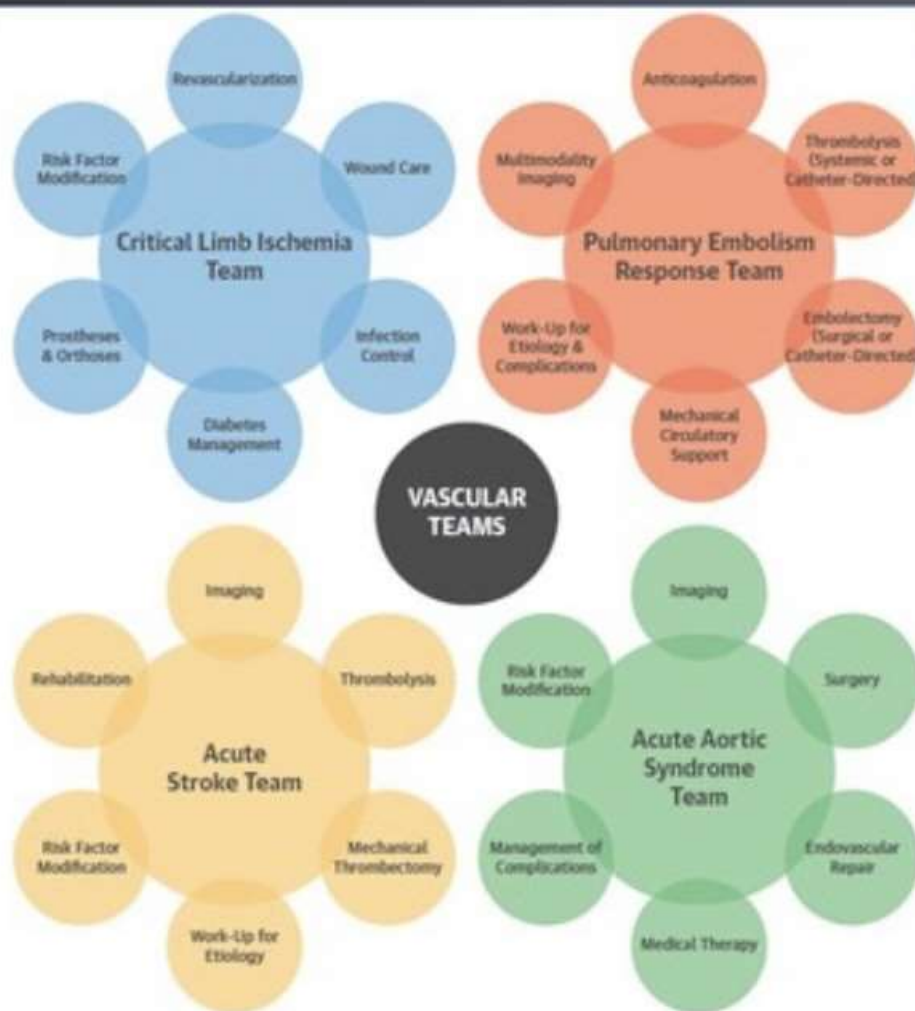 Revascularization
Risk Factor
Modification
Wound Care
Critical Limb Ischemia
Team
Prostheses
& Orthoses
Infection
Control
Diabetes
Management
Anticoagulation
Multimodality
Imaging
Thrombolysis
(Systemic or
Catheter-Directed)
Pulmonary Embolism
Response Team
Work-Up for
Etiology &
Complications
Embolectomy
(Surgical or
Catheter-Directed)
Mechanical
Circulatory
Support
VASCULAR
TEAMS
Imaging
Rehabilitation
Thrombolysis
Acute
Stroke Team
Risk Factor
Modification
Mechanical
Thrombectomy
Work-Up for
Etiology
Imaging
Risk Factor
Modification
Surgery
Acute Aortic
Syndrome
Team
Management of
Complications
Endovascular
Repair
Medical Therapy